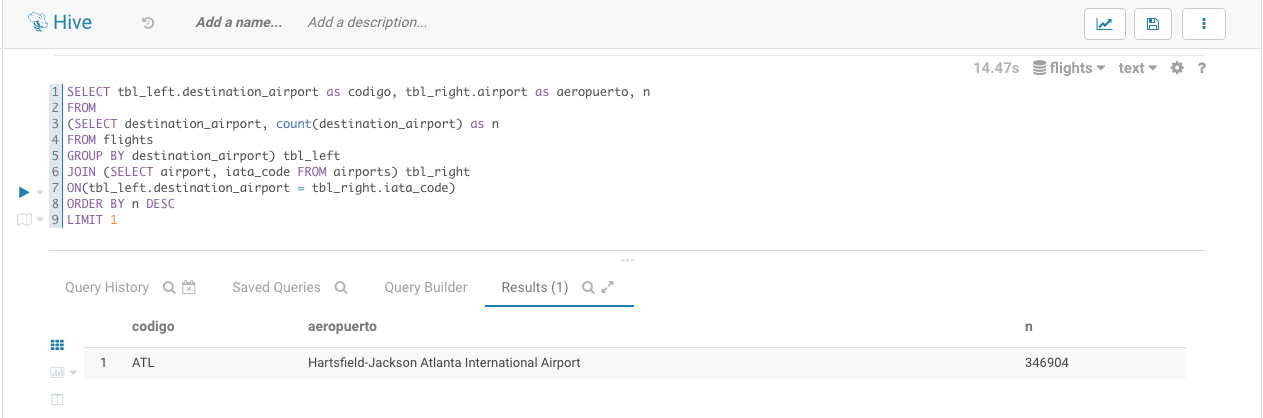 Hive Add a name... Add a description...
14.47s flights text ?
1 SELECT tbl_left.destination_airport as codigo, tbl_right.airport as aeropuerto, n
2 FROM
3 (SELECT destination_airport, count(destination_airport) as n
4 FROM flights
5 GROUP BY destination_airport) tbl_left
6 JOIN (SELECT airport, iata_code FROM airports) tbl_right
7 ON(tbl_left.destination_airport = tbl_right.iata_code)
8 ORDER BY n DESC
9 LIMIT 1
Query History Saved Queries Query Builder Results (1)
codigo aeropuerto n
1 ATL Hartsfield-Jackson Atlanta International Airport 346904